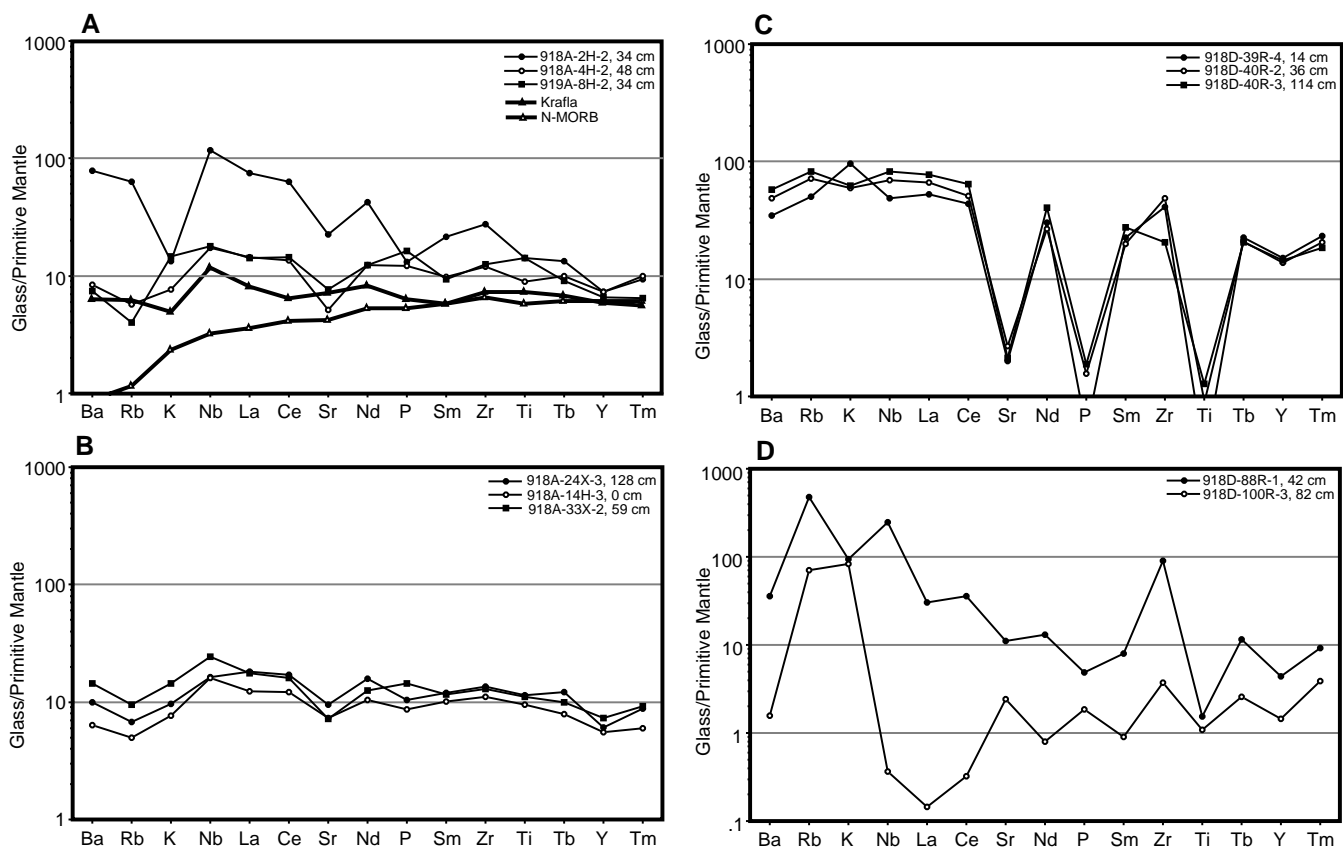 A
1000
100
10
1
Glass/Primitive Mantle
918A-2H-2, 34 cm
918A-4H-2, 48 cm
919A-8H-2, 34 cm
Krafla
N-MORB
Ba Rb K Nb La Ce Sr Nd P Sm Zr Ti Tb Y Tm
B
1000
100
10
1
Glass/Primitive Mantle
918A-24X-3, 128 cm
918A-14H-3, 0 cm
918A-33X-2, 59 cm
Ba Rb K Nb La Ce Sr Nd P Sm Zr Ti Tb Y Tm
C
1000
100
10
1
Glass/Primitive Mantle
918D-39R-4, 14 cm
918D-40R-2, 36 cm
918D-40R-3, 114 cm
Ba Rb K Nb La Ce Sr Nd P Sm Zr Ti Tb Y Tm
D
1000
100
10
1
.1
Glass/Primitive Mantle
918D-88R-1, 42 cm
918D-100R-3, 82 cm
Ba Rb K Nb La Ce Sr Nd P Sm Zr Ti Tb Y Tm